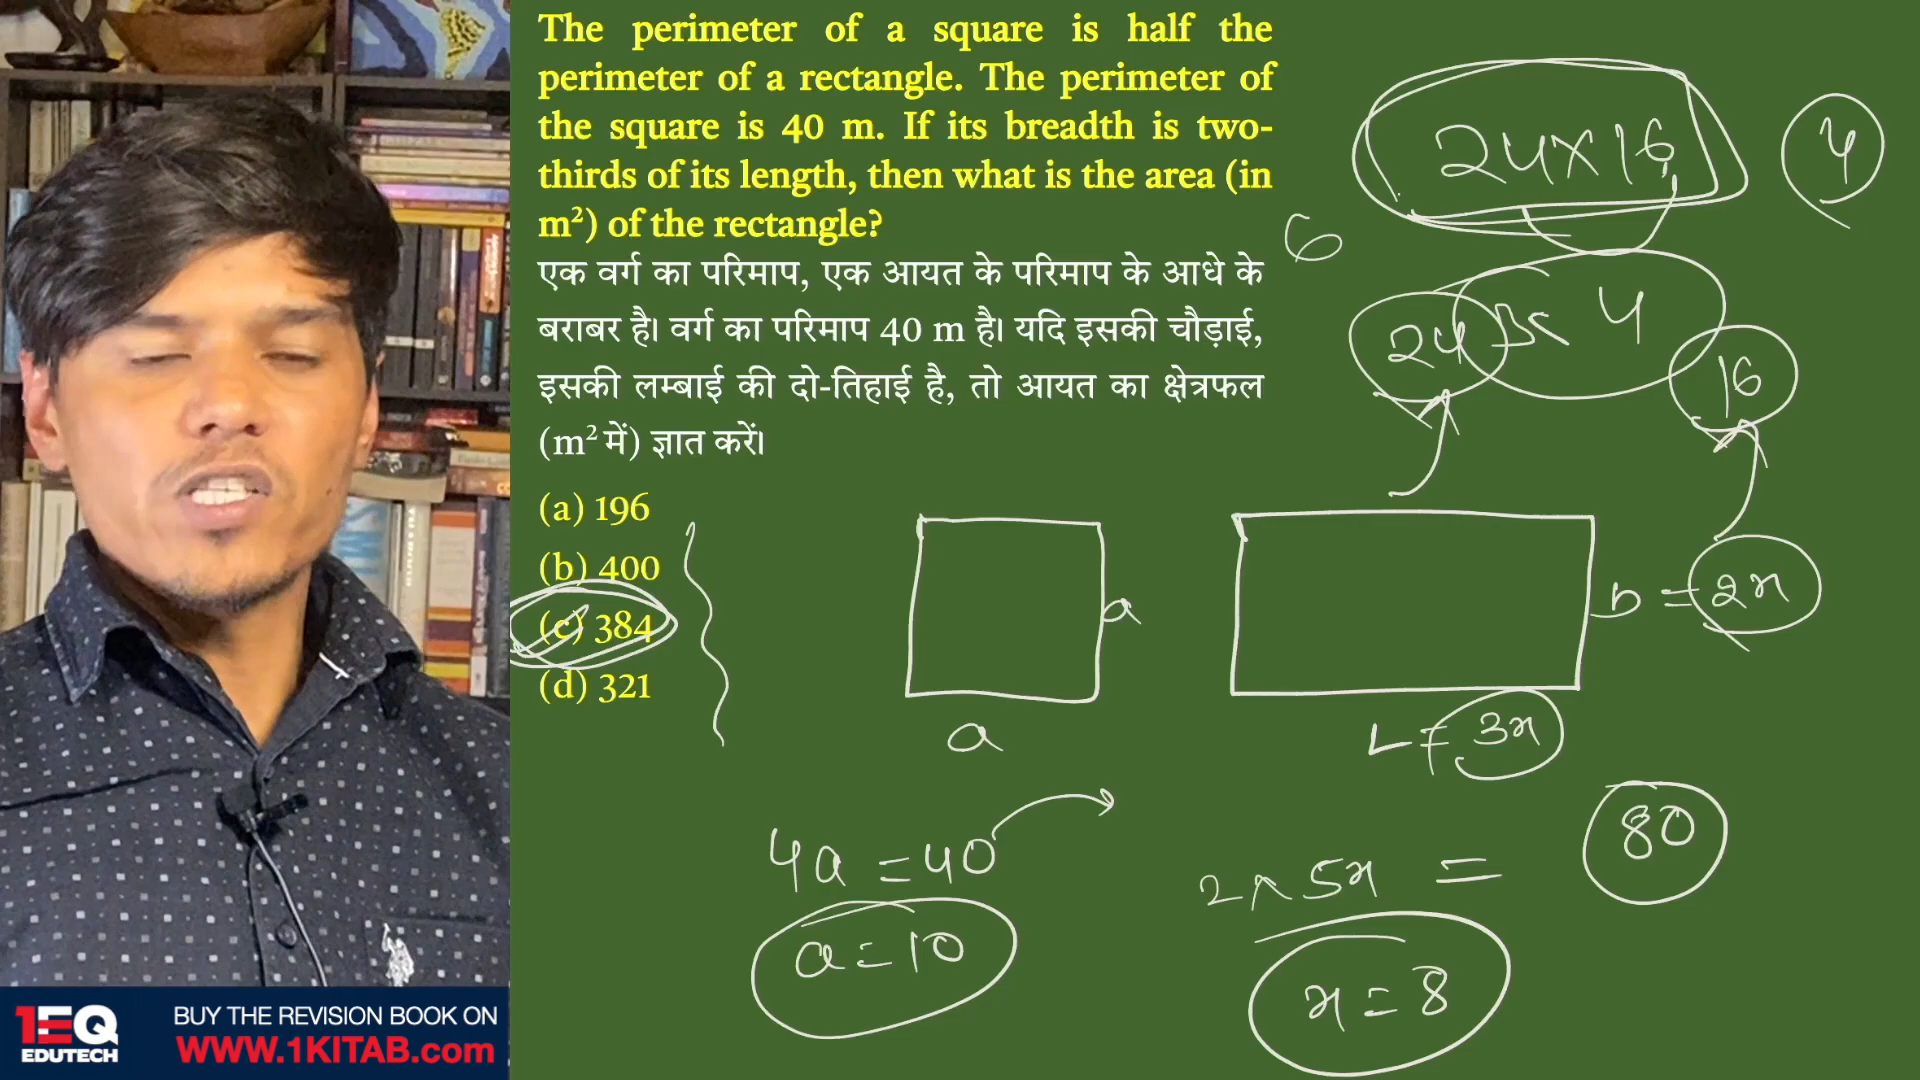 The perimeter of a square is half the
perimeter of a rectangle. The perimeter of
the square is 40 m. If its breadth is two-
thirds of its length, then what is the area (in
m²) of the rectangle?
एक वर्ग का परिमाप, एक आयत के परिमाप के आधे के
बराबर है। वर्ग का परिमाप 40 m है। यदि इसकी चौड़ाई,
इसकी लम्बाई की दो-तिहाई है, तो आयत का क्षेत्रफल
(m² में) ज्ञात करें।
(a) 196
(b) 400
(c) 384
(d) 321
24×16
4
6
24
4
16
a
b = 2x
a
L = 3x
4a = 40
a = 10
2×5x = 80
x = 8
1EQ
EDUTECH
BUY THE REVISION BOOK ON
WWW.1KITAB.com